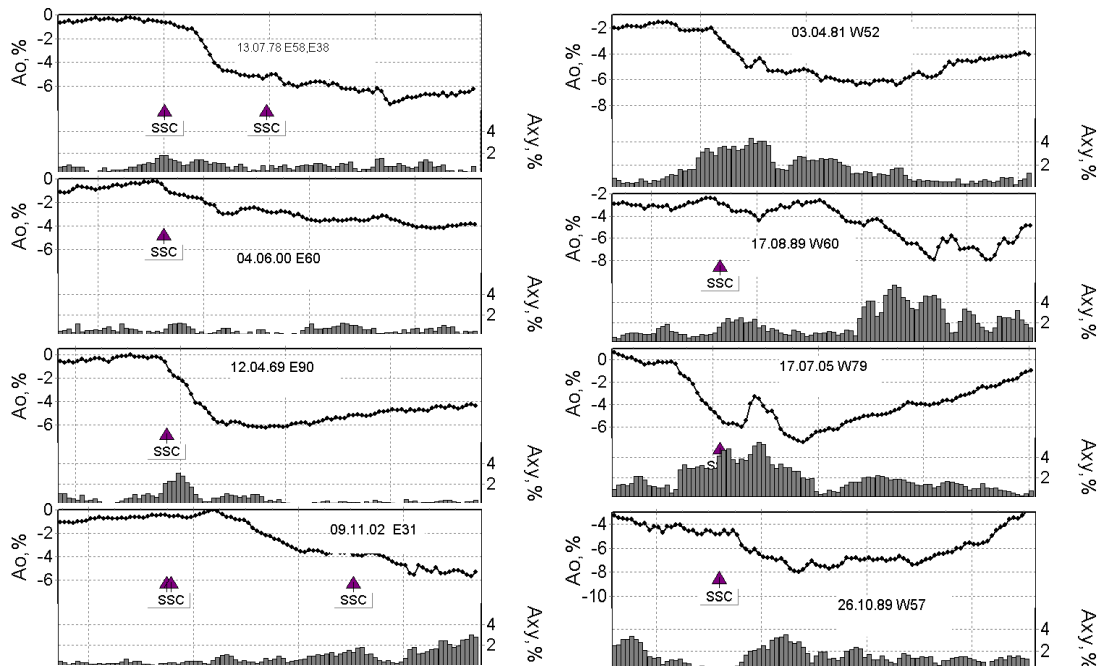 0
-2
-4
-6
Ao, %
13.07.78 E58,E38
SSC
SSC
4
2
Axy, %
0
-2
-4
-6
Ao, %
04.06.00 E60
SSC
4
2
Axy, %
0
-2
-4
-6
Ao, %
12.04.69 E90
SSC
4
2
Axy, %
0
-2
-4
-6
Ao, %
09.11.02 E31
SSC
SSC
4
2
Axy, %
-2
-4
-6
-8
Ao, %
03.04.81 W52
4
2
Axy, %
-2
-4
-6
-8
Ao, %
17.08.89 W60
SSC
4
2
Axy, %
0
-2
-4
-6
Ao, %
17.07.05 W79
4
2
Axy, %
-4
-6
-8
-10
Ao, %
26.10.89 W57
SSC
4
2
Axy, %